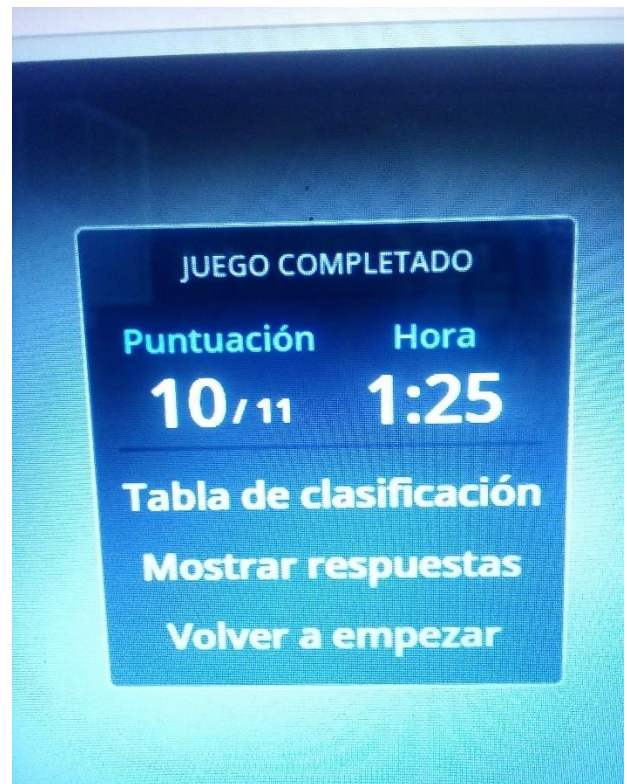 JUEGO COMPLETADO
Puntuación Hora
10/ 11 1:25
Tabla de clasificación
Mostrar respuestas
Volver a empezar